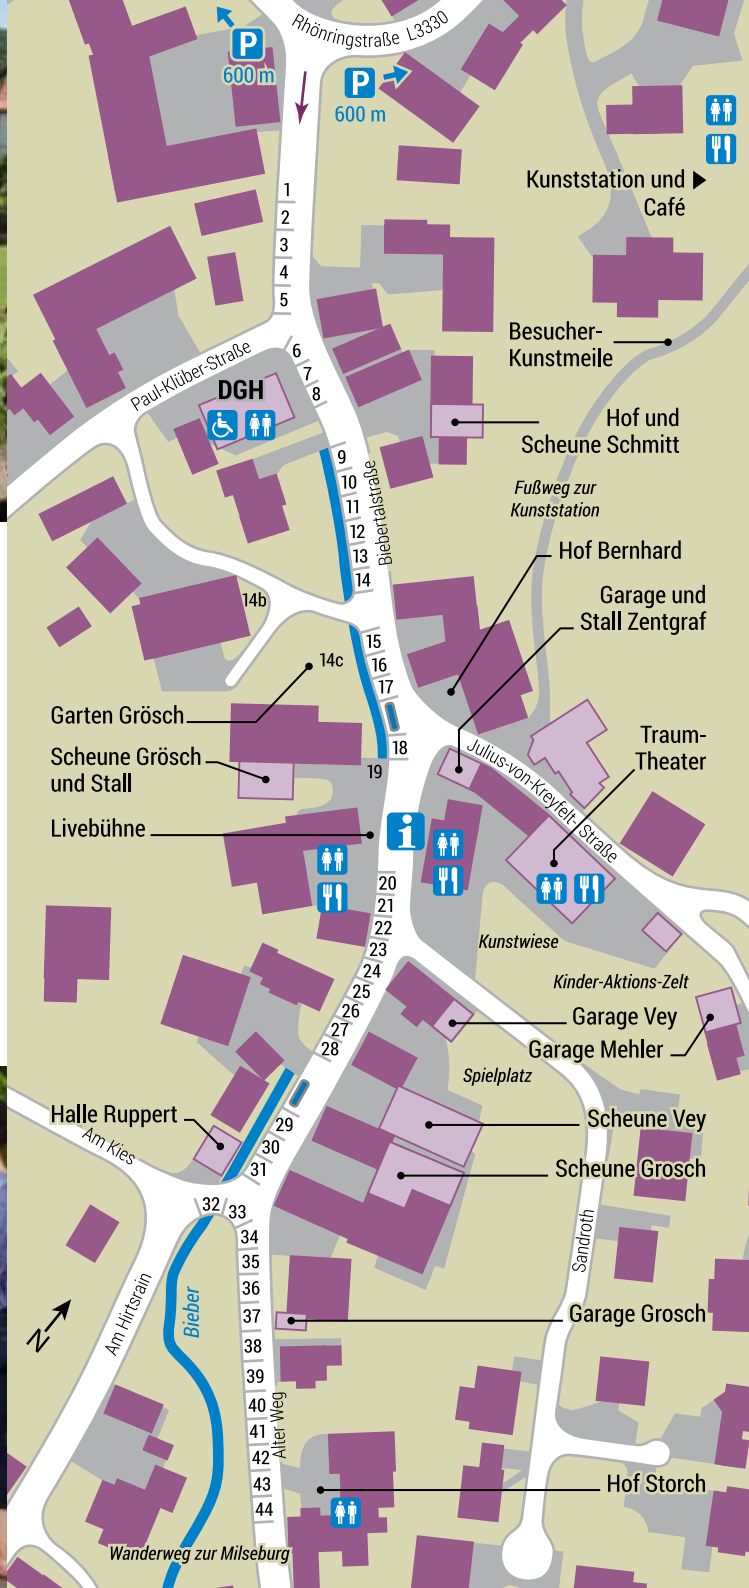 Rhönringstraße L3330
P
600 m
P
600 m
Kunststation und
Café
1
2
3
4
5
Besucher-
Kunstmeile
Paul-Klüber-Straße
6
7
8
DGH
Hof und
Scheune Schmitt
9
10
11
12
13
14
Biebertalstraße
Fußweg zur
Kunststation
Hof Bernhard
14b
Garage und
Stall Zentgraf
15
16
17
18
14c
Garten Grösch
Scheune Grösch
und Stall
19
Julius-von-Kreyfelt-Straße
Traum-
Theater
Livebühne
i
20
21
22
23
24
25
26
27
28
Kunstwiese
Kinder-Aktions-Zelt
Garage Vey
Garage Mehler
Spielplatz
Halle Ruppert
Am Kies
29
30
31
Scheune Vey
Scheune Grosch
32
33
34
35
36
37
38
39
40
41
42
43
44
Sandroth
Am Hirtsrain
Bieber
N
Garage Grosch
Alter Weg
Hof Storch
Wanderweg zur Milseburg